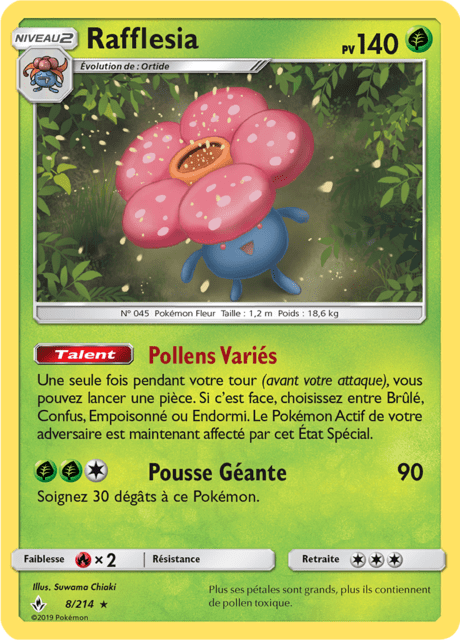 NIVEAU2
Rafflesia
PV140
Évolution de : Ortide
N° 045 Pokémon Fleur Taille : 1,2 m Poids : 18,6 kg
Talent Pollens Variés
Une seule fois pendant votre tour (avant votre attaque), vous
pouvez lancer une pièce. Si c'est face, choisissez entre Brûlé,
Confus, Empoisonné ou Endormi. Le Pokémon Actif de votre
adversaire est maintenant affecté par cet État Spécial.
Pousse Géante 90
Soignez 30 dégâts à ce Pokémon.
Faiblesse × 2 Résistance Retraite
Illus. Suwama Chiaki
8/214 ★
©2019 Pokémon
Plus ses pétales sont grands, plus ils contiennent
de pollen toxique.